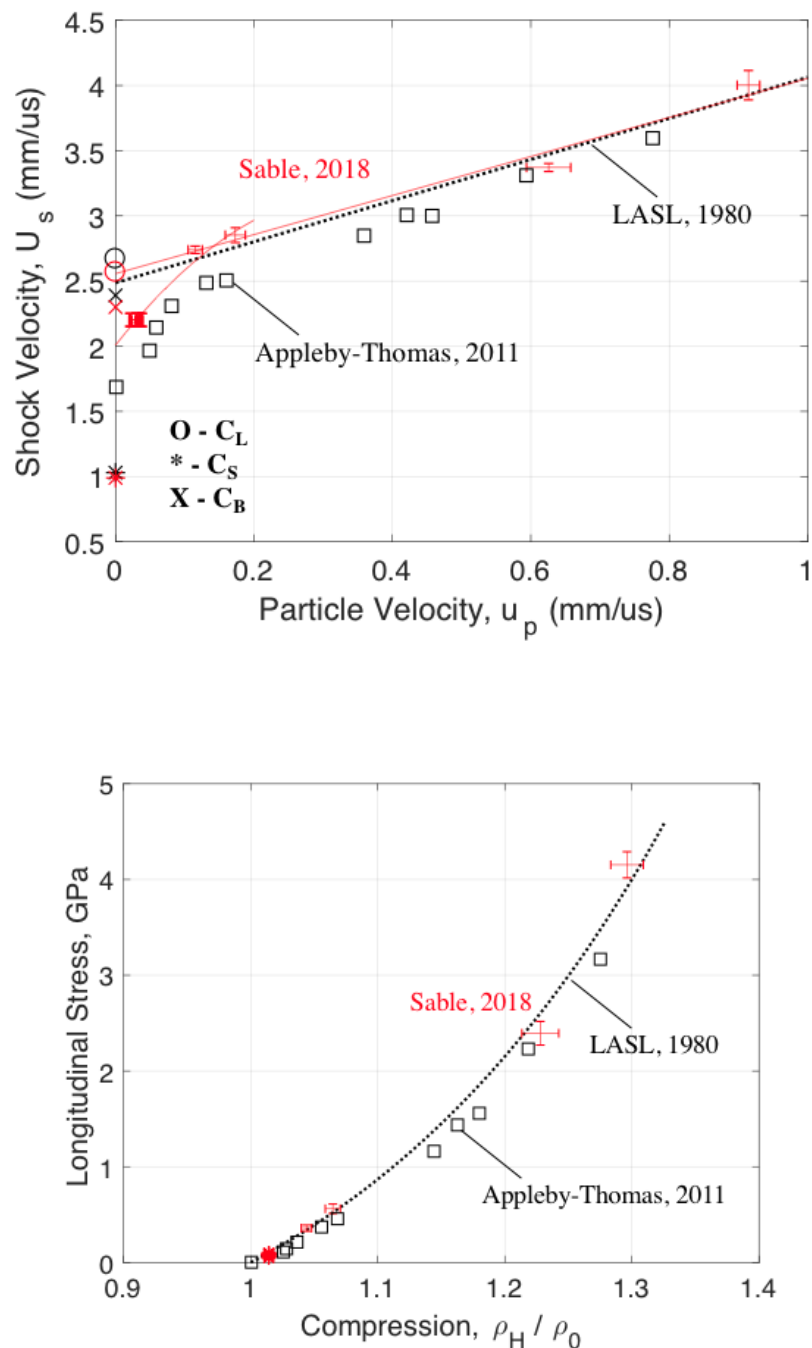 4.5
4
3.5
3
2.5
2
1.5
1
0.5
Shock Velocity, U s (mm/us)
Sable, 2018
LASL, 1980
Appleby-Thomas, 2011
O - CL
* - CS
X - CB
0 0.2 0.4 0.6 0.8 1
Particle Velocity, u p (mm/us)
5
4
3
2
1
0
Longitudinal Stress, GPa
Sable, 2018
LASL, 1980
Appleby-Thomas, 2011
0.9 1 1.1 1.2 1.3 1.4
Compression, ρH / ρ0